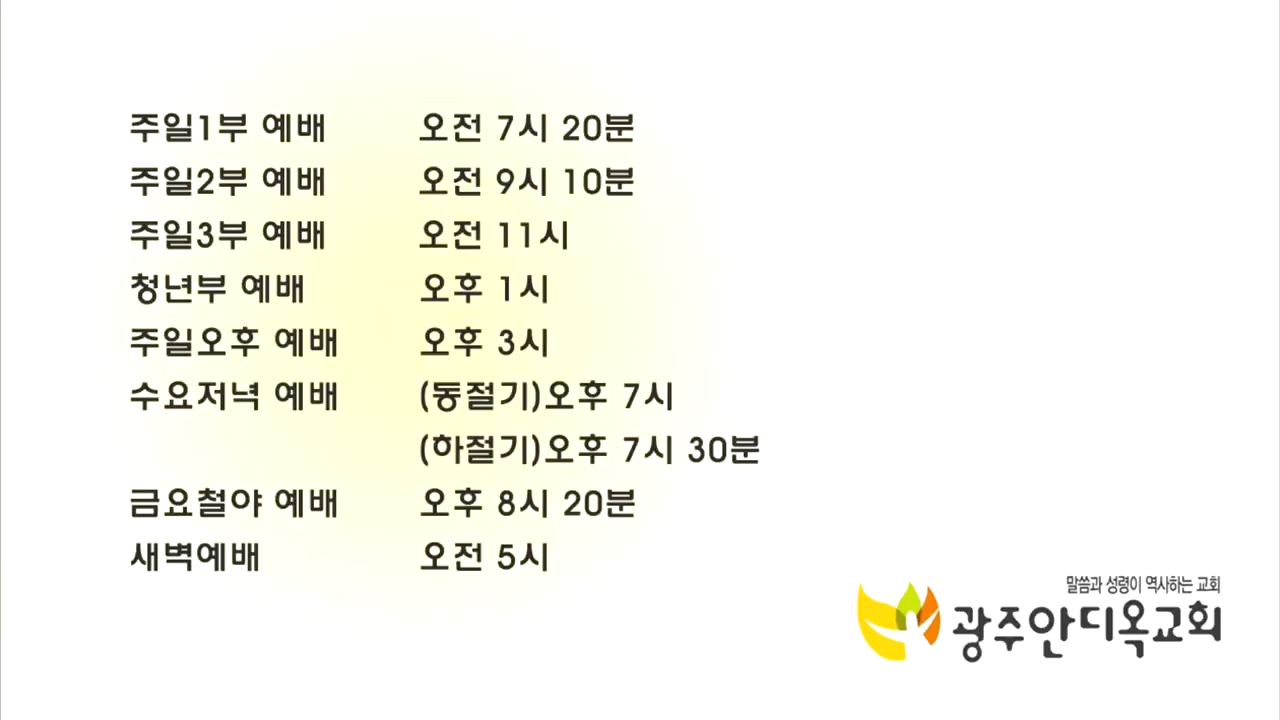 주일1부 예배 오전 7시 20분
주일2부 예배 오전 9시 10분
주일3부 예배 오전 11시
청년부 예배 오후 1시
주일오후 예배 오후 3시
수요저녁 예배 (동절기)오후 7시
(하절기)오후 7시 30분
금요철야 예배 오후 8시 20분
새벽예배 오전 5시
말씀과 성령이 역사하는 교회
광주안디옥교회